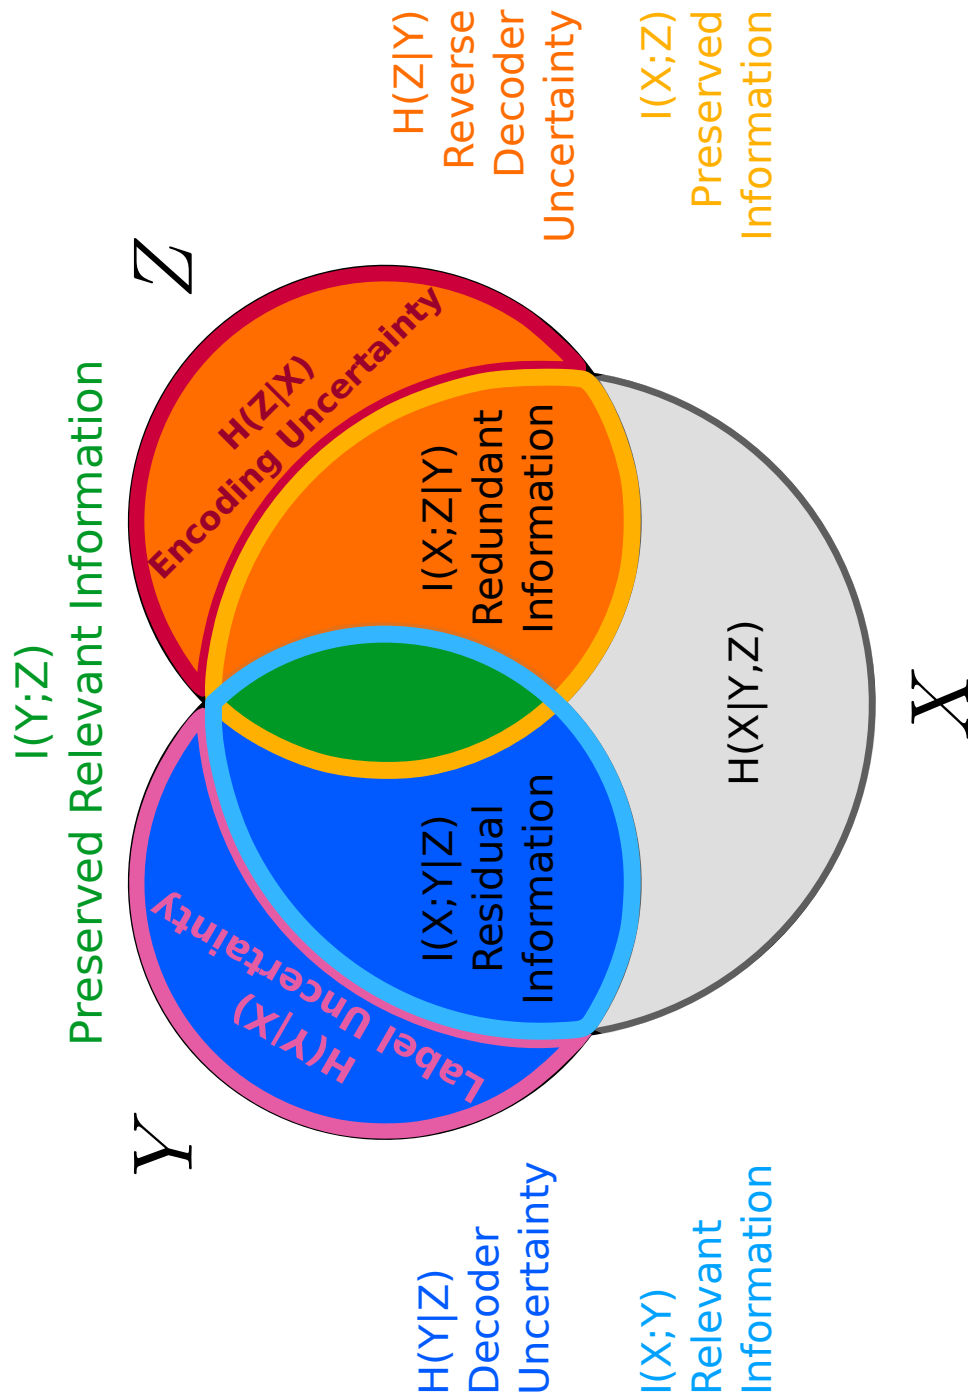 I(Y;Z)
Preserved Relevant Information
Y
Z
H(Y|X)
Label Uncertainty
H(Z|X)
Encoding Uncertainty
H(Y|Z)
Decoder
Uncertainty
I(X;Y|Z)
Residual
Information
I(X;Z|Y)
Redundant
Information
H(Z|Y)
Reverse
Decoder
Uncertainty
I(X;Y)
Relevant
Information
H(X|Y,Z)
I(X;Z)
Preserved
Information
X